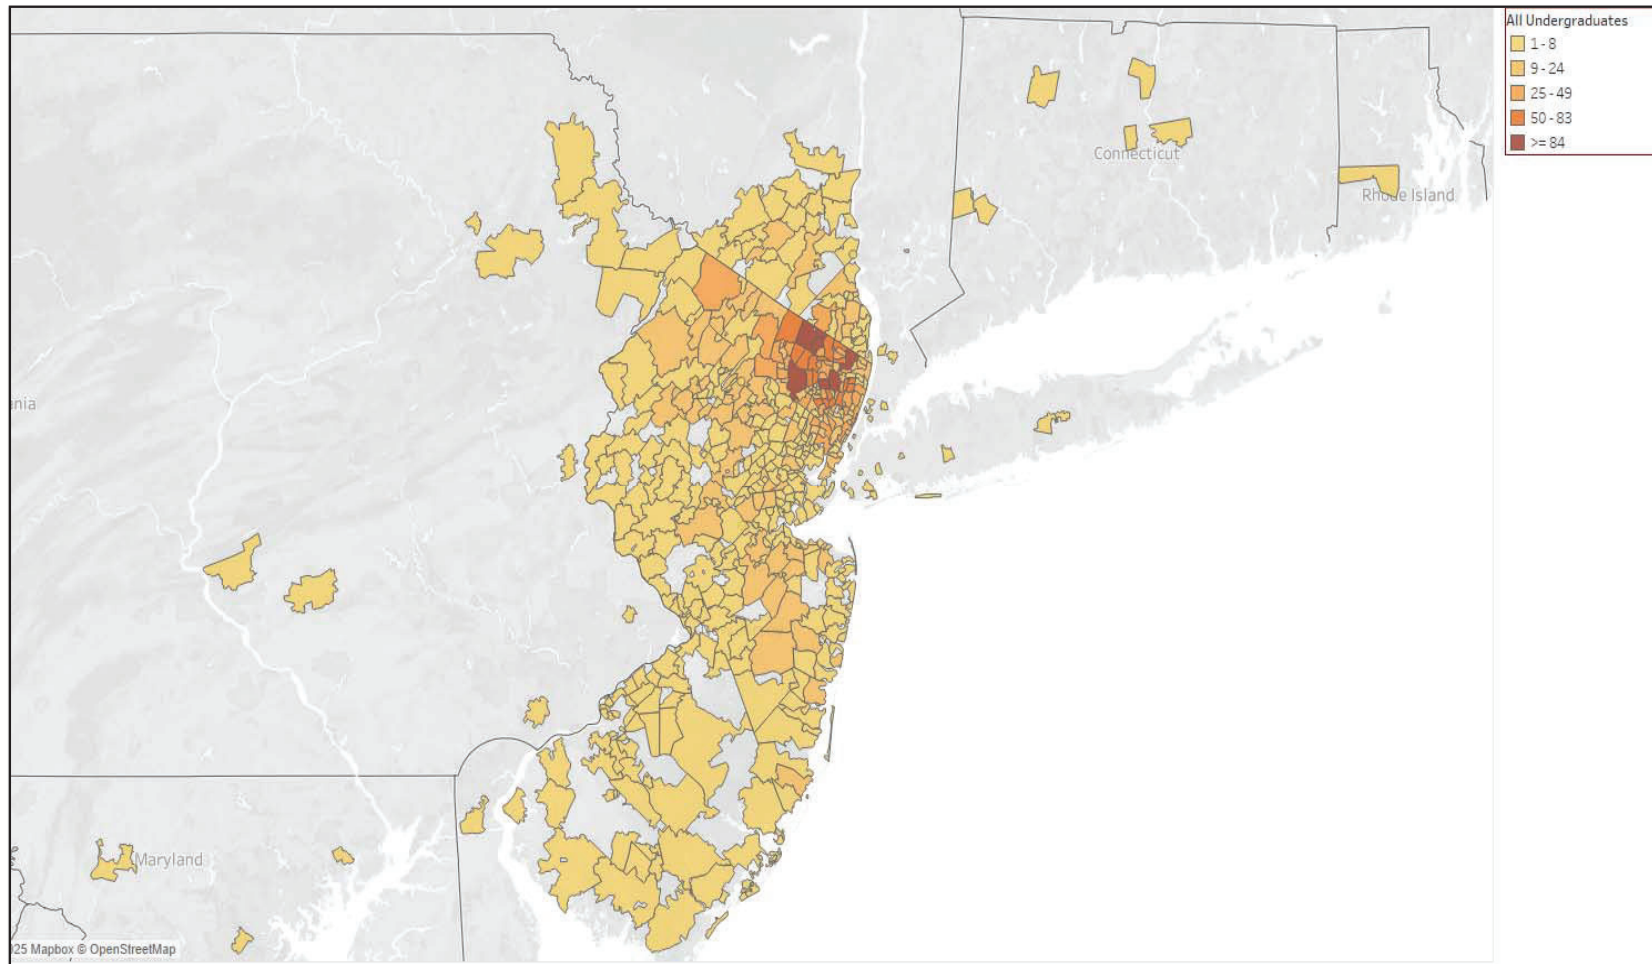 All Undergraduates
1 - 8
9 - 24
25 - 49
50 - 83
>= 84
Connecticut
Rhode Island
nia
Maryland
25 Mapbox © OpenStreetMap